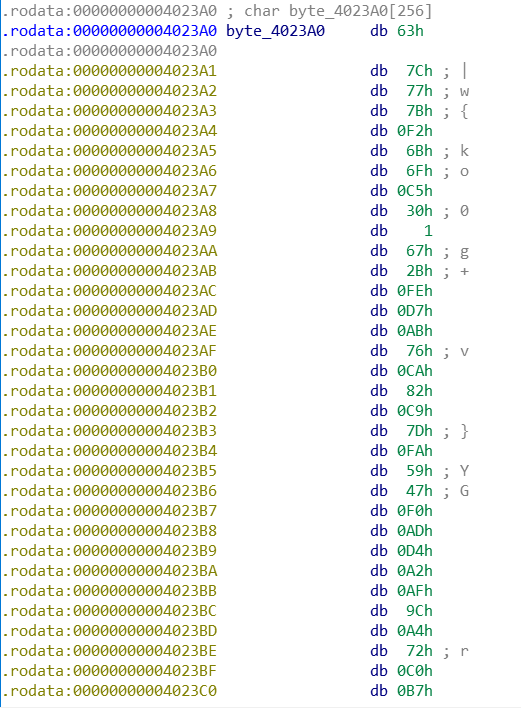 .rodata:00000000004023A0 ; char byte_4023A0[256]
.rodata:00000000004023A0 byte_4023A0 db 63h
.rodata:00000000004023A0
.rodata:00000000004023A1 db 7Ch ; |
.rodata:00000000004023A2 db 77h ; w
.rodata:00000000004023A3 db 7Bh ; {
.rodata:00000000004023A4 db 0F2h
.rodata:00000000004023A5 db 6Bh ; k
.rodata:00000000004023A6 db 6Fh ; o
.rodata:00000000004023A7 db 0C5h
.rodata:00000000004023A8 db 30h ; 0
.rodata:00000000004023A9 db 1
.rodata:00000000004023AA db 67h ; g
.rodata:00000000004023AB db 2Bh ; +
.rodata:00000000004023AC db 0FEh
.rodata:00000000004023AD db 0D7h
.rodata:00000000004023AE db 0ABh
.rodata:00000000004023AF db 76h ; v
.rodata:00000000004023B0 db 0CAh
.rodata:00000000004023B1 db 82h
.rodata:00000000004023B2 db 0C9h
.rodata:00000000004023B3 db 7Dh ; }
.rodata:00000000004023B4 db 0FAh
.rodata:00000000004023B5 db 59h ; Y
.rodata:00000000004023B6 db 47h ; G
.rodata:00000000004023B7 db 0F0h
.rodata:00000000004023B8 db 0ADh
.rodata:00000000004023B9 db 0D4h
.rodata:00000000004023BA db 0A2h
.rodata:00000000004023BB db 0AFh
.rodata:00000000004023BC db 9Ch
.rodata:00000000004023BD db 0A4h
.rodata:00000000004023BE db 72h ; r
.rodata:00000000004023BF db 0C0h
.rodata:00000000004023C0 db 0B7h